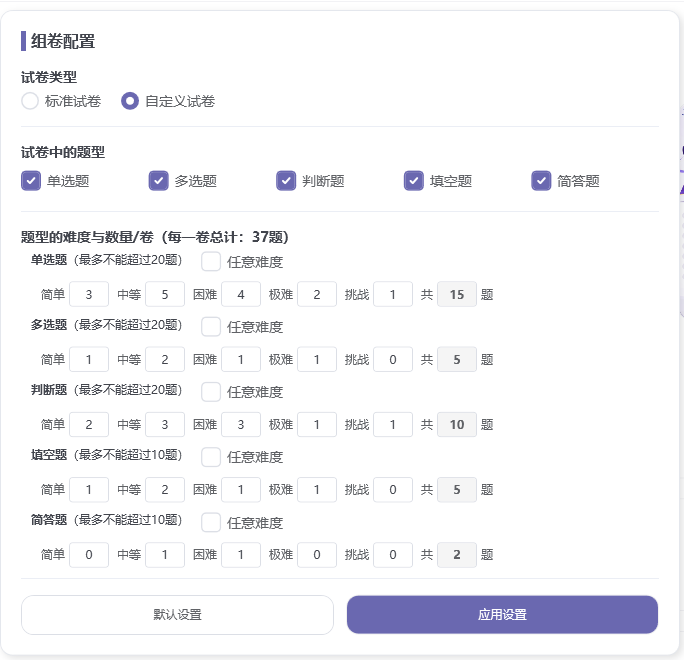 组卷配置
试卷类型
标准试卷 自定义试卷
试卷中的题型
单选题 多选题 判断题 填空题 简答题
题型的难度与数量/卷（每一卷总计：37题）
单选题（最多不能超过20题） 任意难度
简单 3 中等 5 困难 4 极难 2 挑战 1 共 15 题
多选题（最多不能超过20题） 任意难度
简单 1 中等 2 困难 1 极难 1 挑战 0 共 5 题
判断题（最多不能超过20题） 任意难度
简单 2 中等 3 困难 3 极难 1 挑战 1 共 10 题
填空题（最多不能超过10题） 任意难度
简单 1 中等 2 困难 1 极难 1 挑战 0 共 5 题
简答题（最多不能超过10题） 任意难度
简单 0 中等 1 困难 1 极难 0 挑战 0 共 2 题
默认设置 应用设置